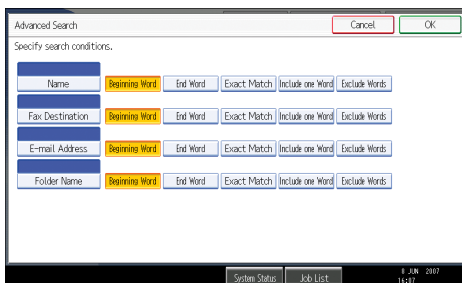 Advanced Search Cancel OK
Specify search conditions.
Name Beginning Word End Word Exact Match Include one Word Exclude Words
Fax Destination Beginning Word End Word Exact Match Include one Word Exclude Words
E-mail Address Beginning Word End Word Exact Match Include one Word Exclude Words
Folder Name Beginning Word End Word Exact Match Include one Word Exclude Words
System Status Job List 8 JUN 2007
16:07